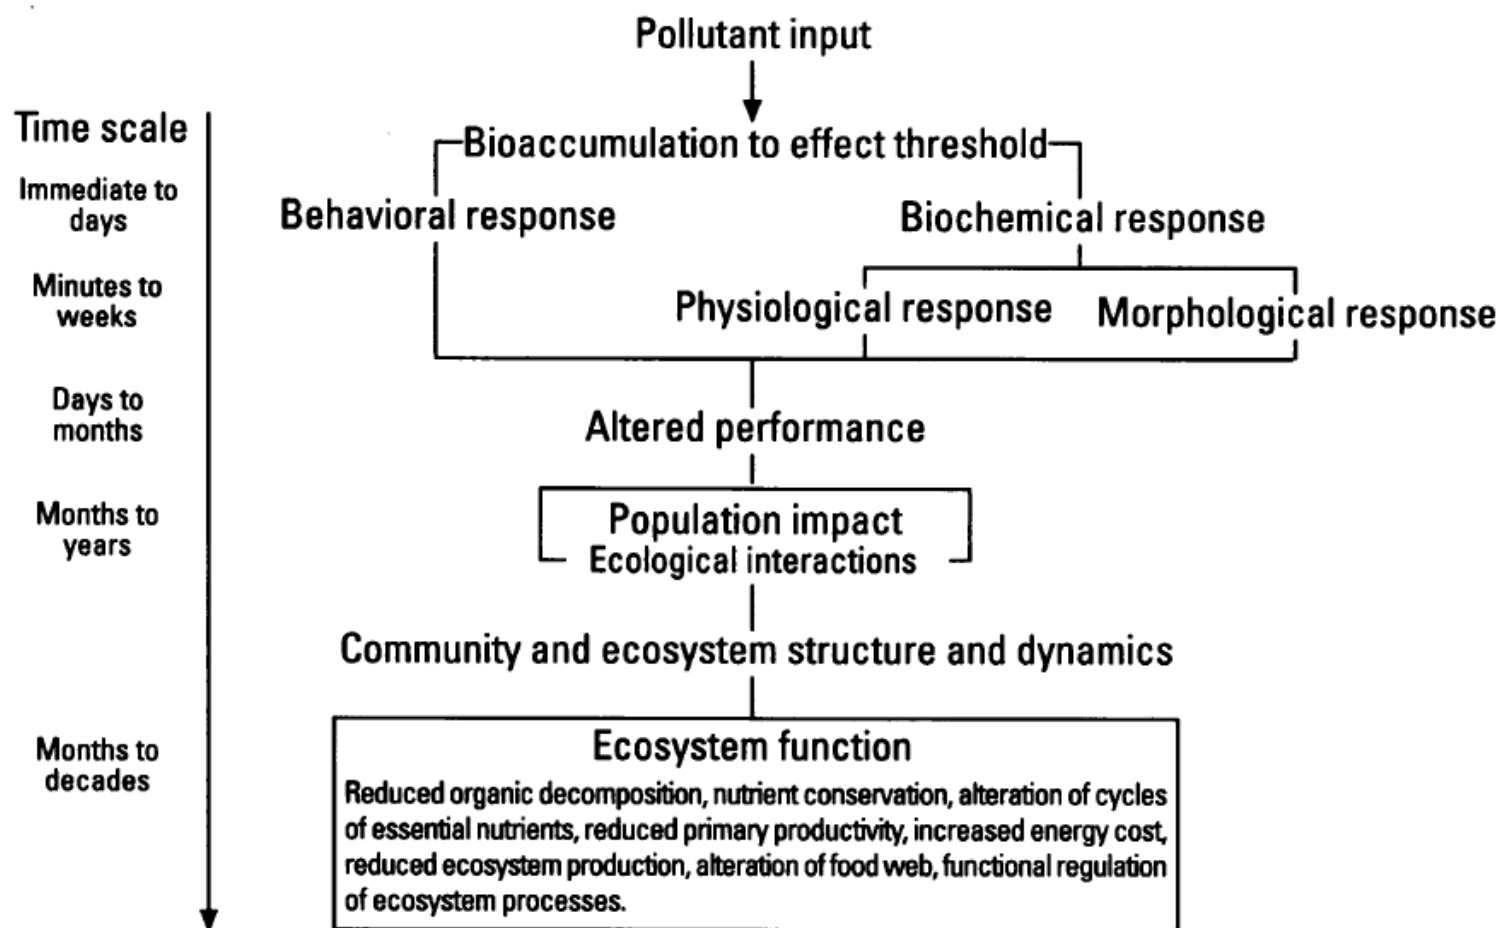 Pollutant input
Time scale
Bioaccumulation to effect threshold
Immediate to
days
Behavioral response
Biochemical response
Minutes to
weeks
Physiological response
Morphological response
Days to
months
Altered performance
Months to
years
Population impact
Ecological interactions
Community and ecosystem structure and dynamics
Months to
decades
Ecosystem function
Reduced organic decomposition, nutrient conservation, alteration of cycles
of essential nutrients, reduced primary productivity, increased energy cost,
reduced ecosystem production, alteration of food web, functional regulation
of ecosystem processes.